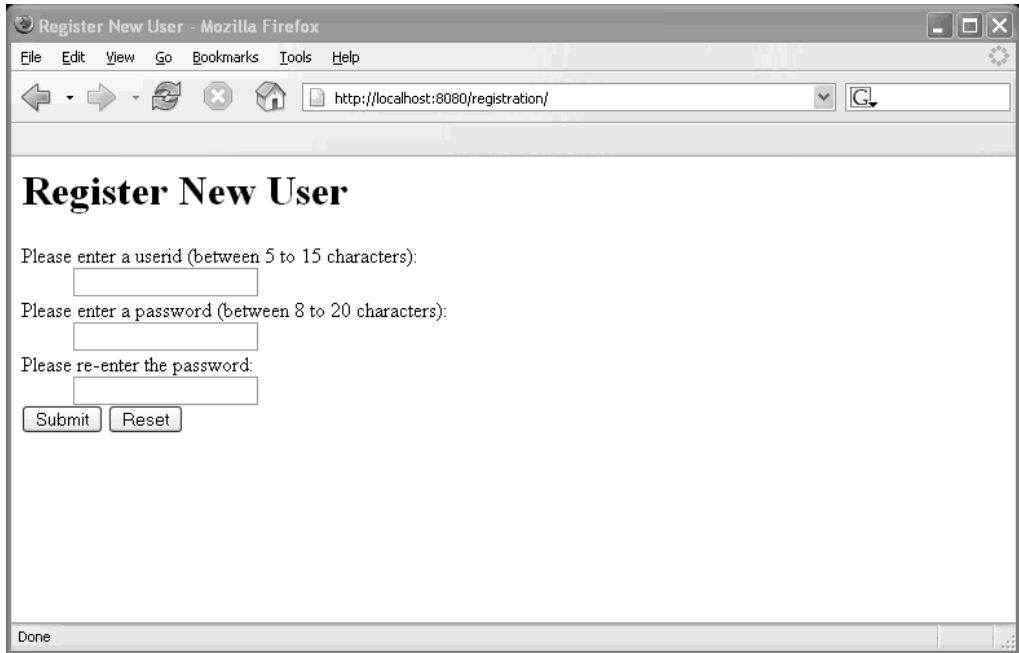 Register New User - Mozilla Firefox
File Edit View Go Bookmarks Tools Help
http://localhost:8080/registration/
G
Register New User
Please enter a userid (between 5 to 15 characters):
Please enter a password (between 8 to 20 characters):
Please re-enter the password:
Submit Reset
Done